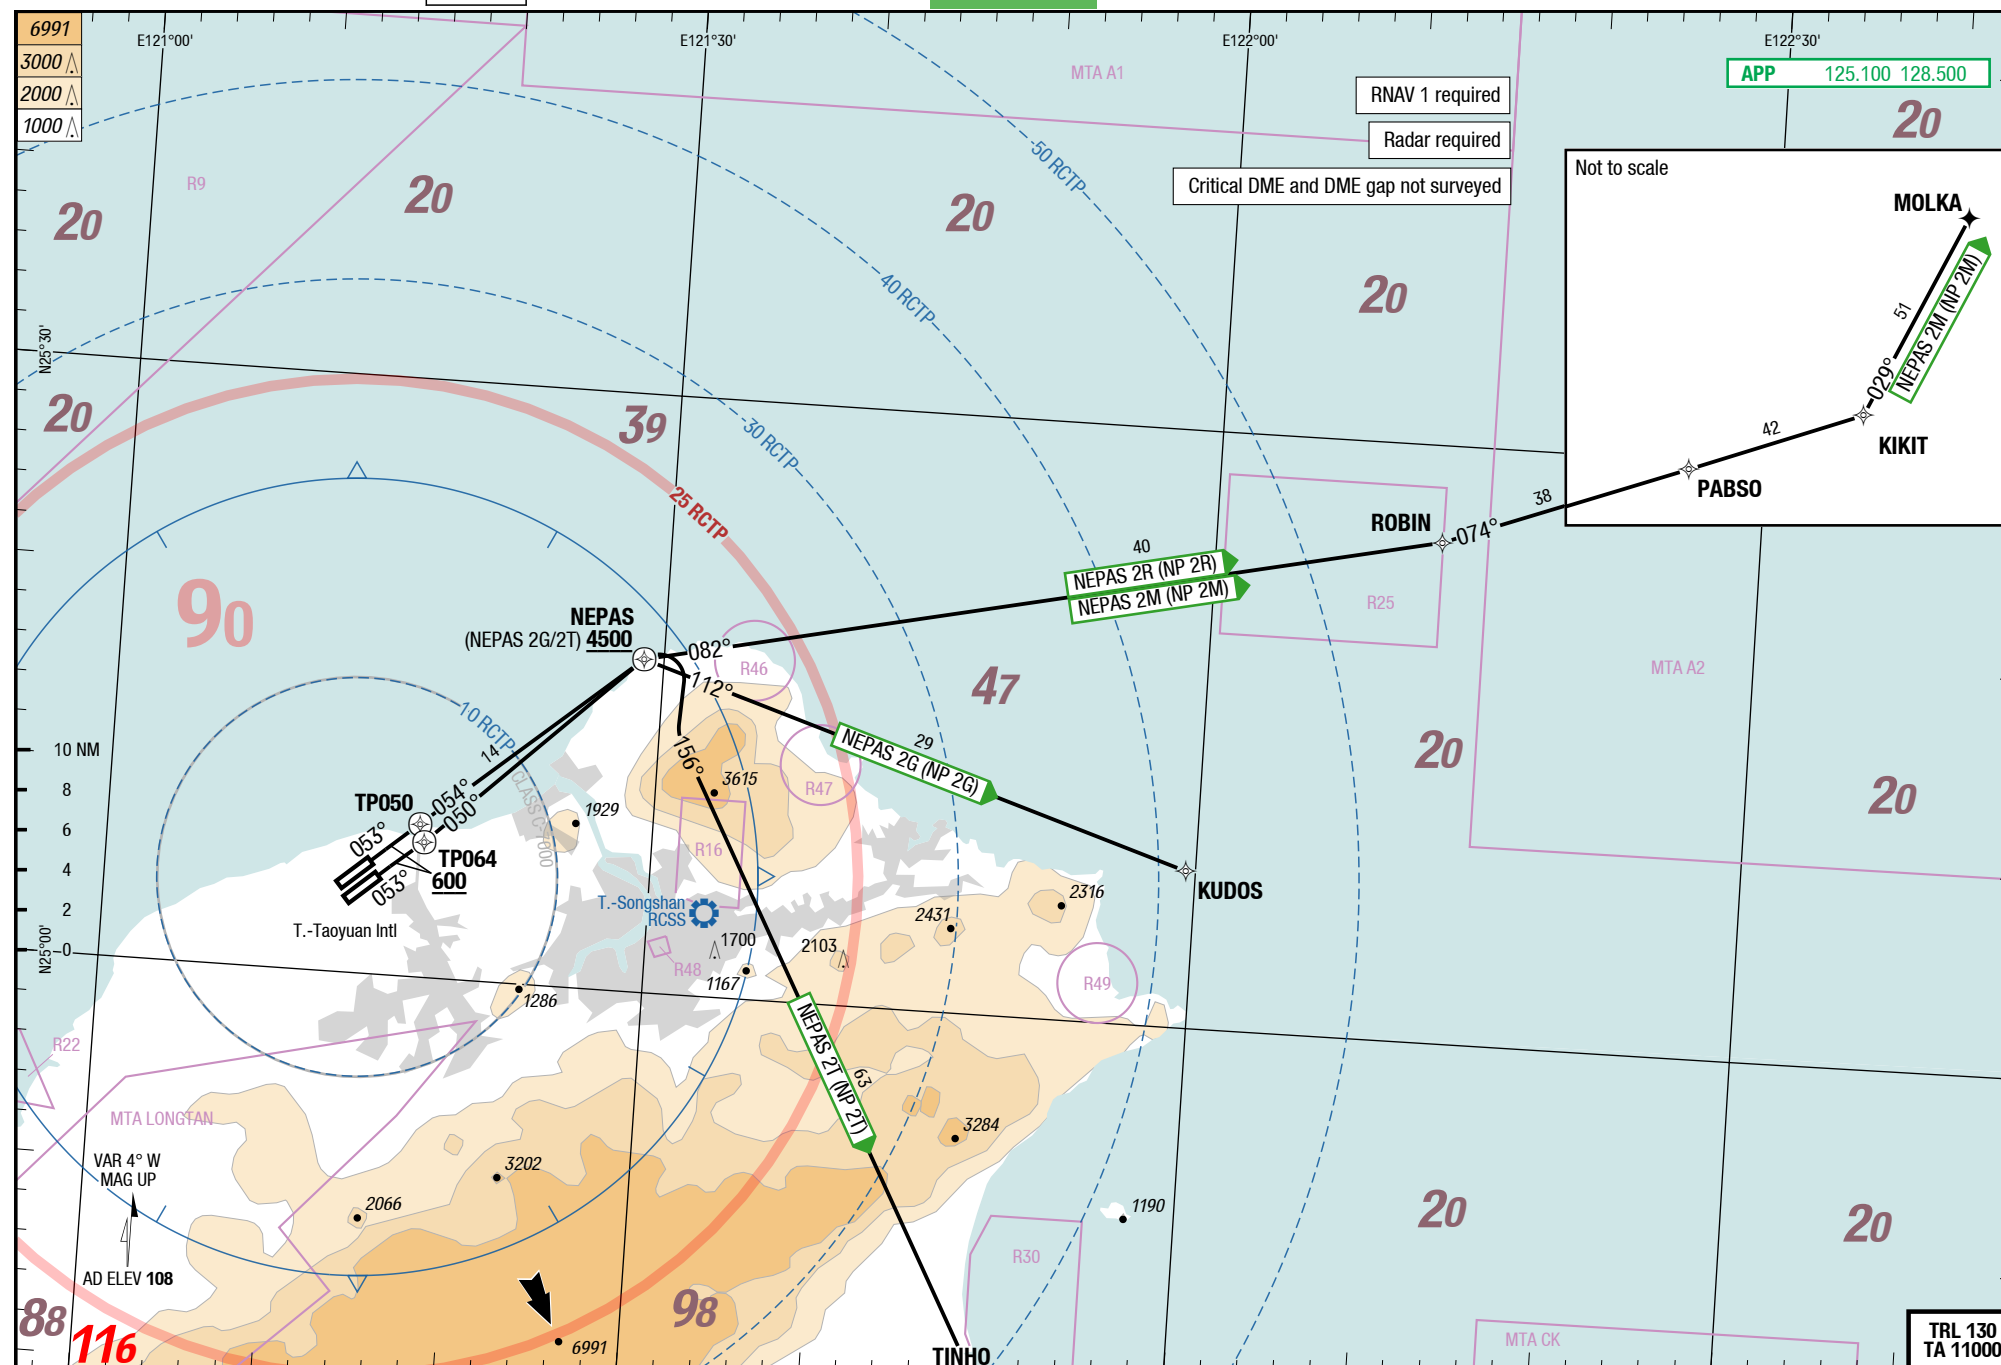 6991
3000
2000
1000
E121°00'
E121°30'
E122°00'
E122°30'
APP 125.100 128.500
MTA A1
RNAV 1 required
Radar required
Critical DME and DME gap not surveyed
R9
20
20
20
20
20
50 RCTP
40 RCTP
Not to scale
MOLKA
51
NEPAS 2M (NP 2M)
029°
42
KIKIT
PABSO
38
N25°30'
20
39
30 RCTP
25 RCTP
ROBIN
074°
40
NEPAS 2R (NP 2R)
NEPAS 2M (NP 2M)
R25
90
NEPAS
(NEPAS 2G/2T) 4500
082°
R46
112°
47
MTA A2
10 RCTP
14
156°
29
NEPAS 2G (NP 2G)
20
20
10 NM
8
6
4
2
0
3615
R47
TP050
054°
050°
CLASS C 7000
1929
053°
TP064
600
053°
R16
T.-Songshan
RCSS
KUDOS
2316
2431
T.-Taoyuan Intl
N25°00'
1700
2103
R48
1167
1286
R49
R22
NEPAS 2T (NP 2T)
63
MTA LONGTAN
3284
VAR 4° W
MAG UP
3202
2066
1190
20
20
AD ELEV 108
R30
88
116
98
6991
TINHO
MTA CK
TRL 130
TA 11000